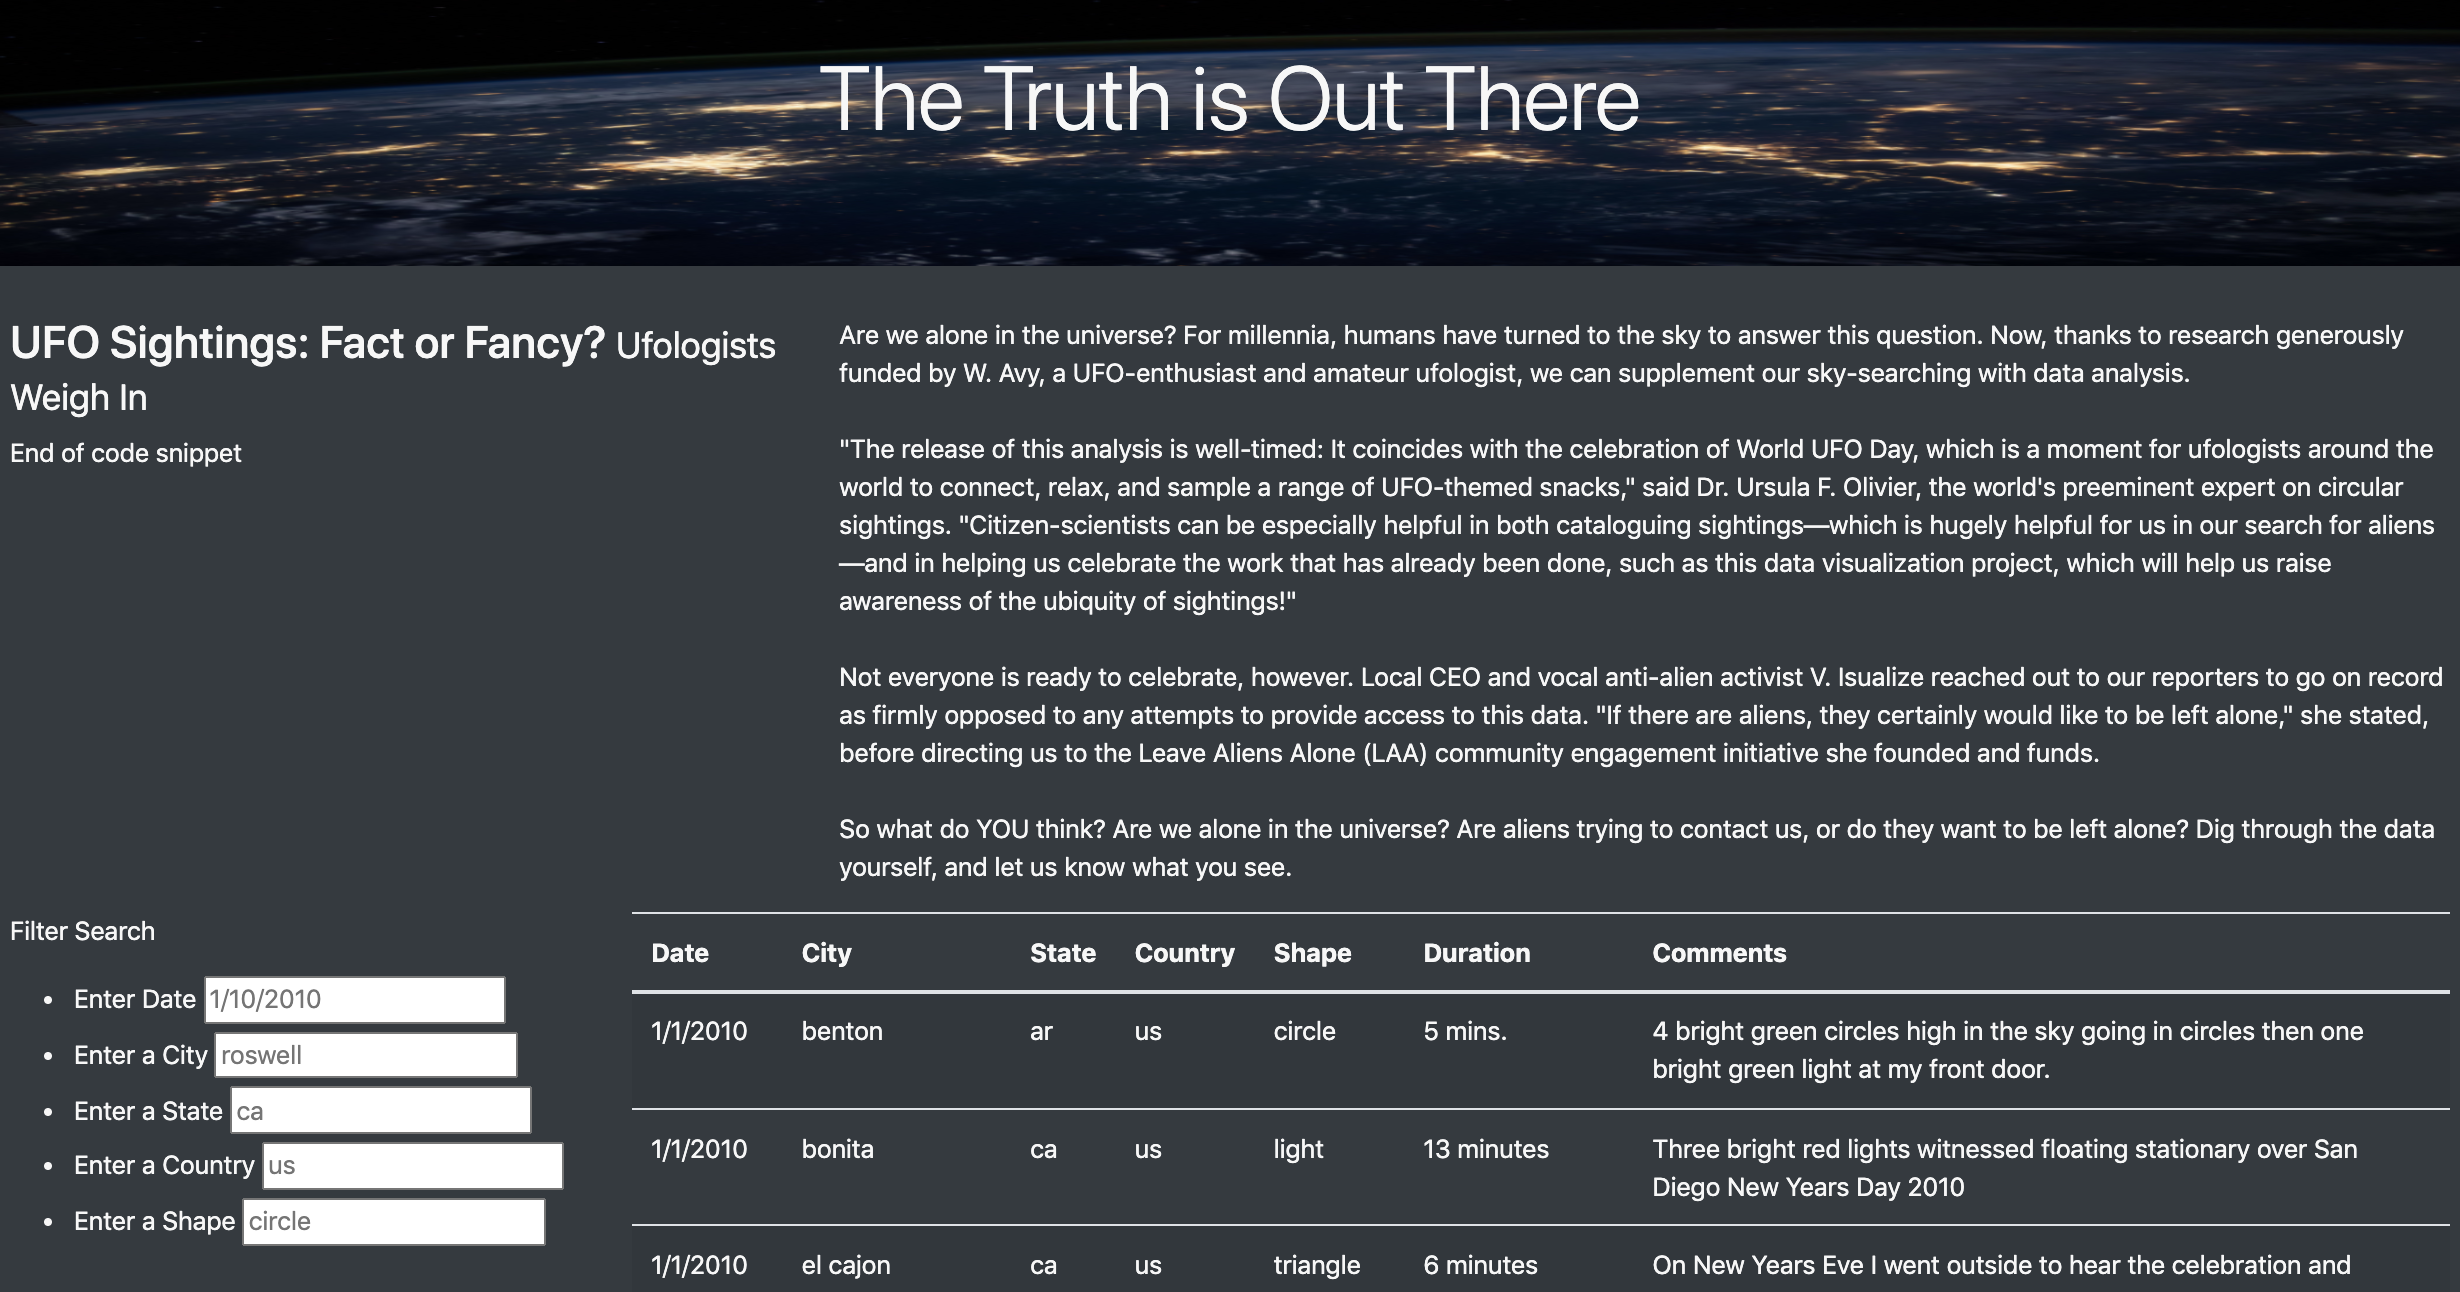 The Truth is Out There
UFO Sightings: Fact or Fancy? Ufologists
Weigh In
End of code snippet
Are we alone in the universe? For millennia, humans have turned to the sky to answer this question. Now, thanks to research generously
funded by W. Avy, a UFO-enthusiast and amateur ufologist, we can supplement our sky-searching with data analysis.
"The release of this analysis is well-timed: It coincides with the celebration of World UFO Day, which is a moment for ufologists around the
world to connect, relax, and sample a range of UFO-themed snacks," said Dr. Ursula F. Olivier, the world's preeminent expert on circular
sightings. "Citizen-scientists can be especially helpful in both cataloguing sightings—which is hugely helpful for us in our search for aliens
—and in helping us celebrate the work that has already been done, such as this data visualization project, which will help us raise
awareness of the ubiquity of sightings!"
Not everyone is ready to celebrate, however. Local CEO and vocal anti-alien activist V. Isualize reached out to our reporters to go on record
as firmly opposed to any attempts to provide access to this data. "If there are aliens, they certainly would like to be left alone," she stated,
before directing us to the Leave Aliens Alone (LAA) community engagement initiative she founded and funds.
So what do YOU think? Are we alone in the universe? Are aliens trying to contact us, or do they want to be left alone? Dig through the data
yourself, and let us know what you see.
Filter Search
• Enter Date 1/10/2010
• Enter a City roswell
• Enter a State ca
• Enter a Country us
• Enter a Shape circle
Date City State Country Shape Duration Comments
1/1/2010 benton ar us circle 5 mins. 4 bright green circles high in the sky going in circles then one
bright green light at my front door.
1/1/2010 bonita ca us light 13 minutes Three bright red lights witnessed floating stationary over San
Diego New Years Day 2010
1/1/2010 el cajon ca us triangle 6 minutes On New Years Eve I went outside to hear the celebration and